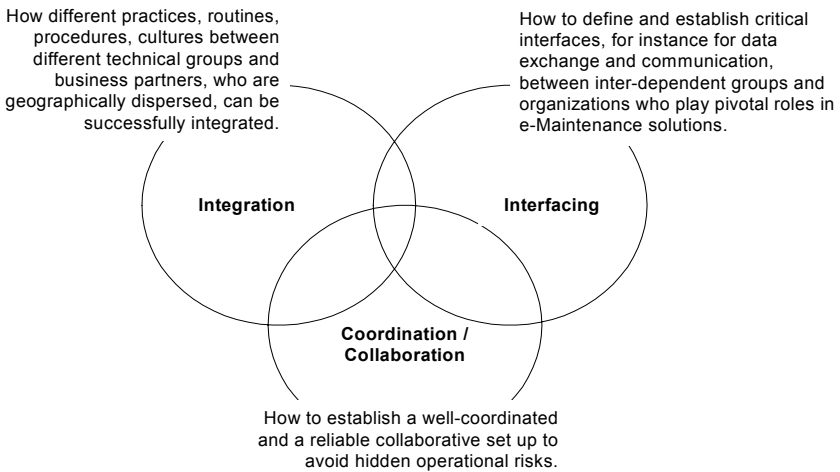 How different practices, routines,
procedures, cultures between
different technical groups and
business partners, who are
geographically dispersed, can be
successfully integrated.
How to define and establish critical
interfaces, for instance for data
exchange and communication,
between inter-dependent groups and
organizations who play pivotal roles in
e-Maintenance solutions.
Integration
Interfacing
Coordination /
Collaboration
How to establish a well-coordinated
and a reliable collaborative set up to
avoid hidden operational risks.